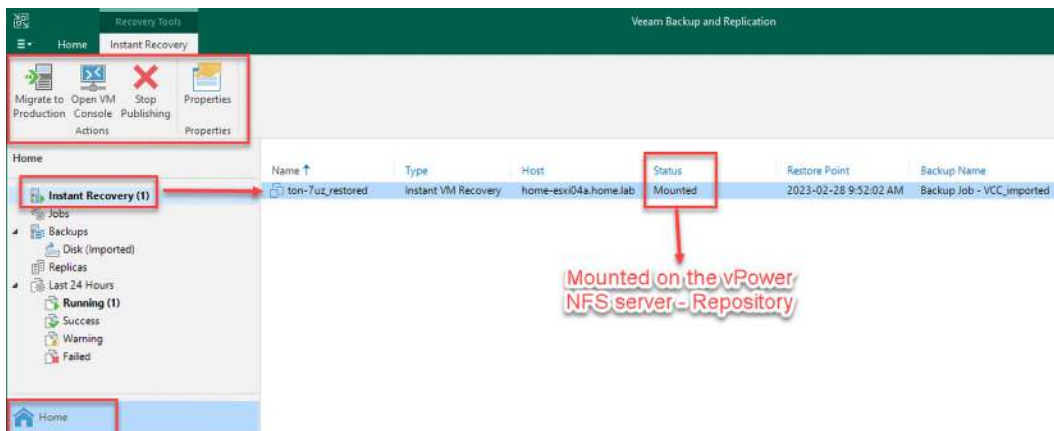 Recovery Tools
Veeam Backup and Replication
Home
Instant Recovery
Migrate to
Production
Open VM
Console
Stop
Publishing
Properties
Actions
Properties
Home
Instant Recovery (1)
Jobs
Backups
Disk (Imported)
Replicas
Last 24 Hours
Running (1)
Success
Warning
Failed
Home
Name Type Host Status Restore Point Backup Name
ton-7uz_restored Instant VM Recovery home-esxi04a.home.lab Mounted 2023-02-28 9:52:02 AM Backup Job - VCC_imported
Mounted on the vPower
NFS server - Repository